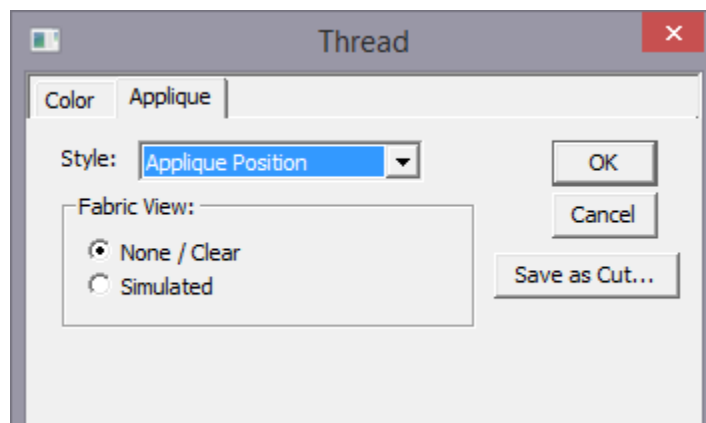 Thread
Color Applique
Style: Applique Position
OK
Fabric View:
Cancel
None / Clear
Simulated
Save as Cut...